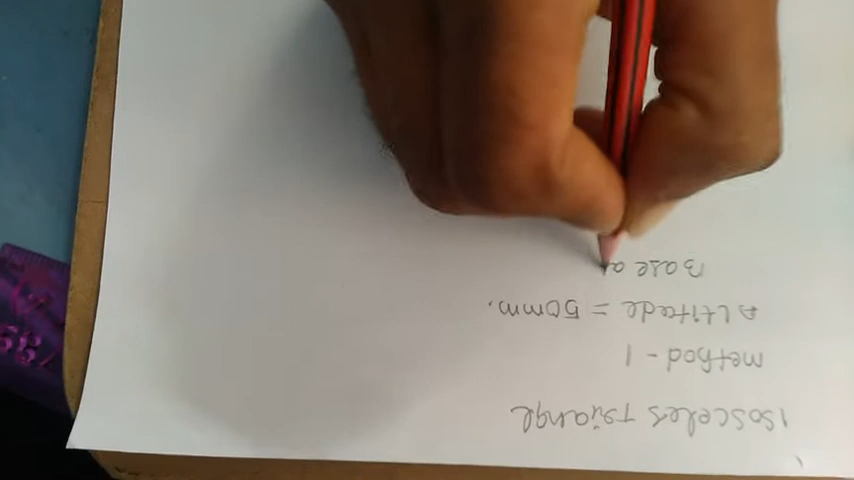 Isosceles Triangle
method - 1
Altitude = 50mm.
Base a